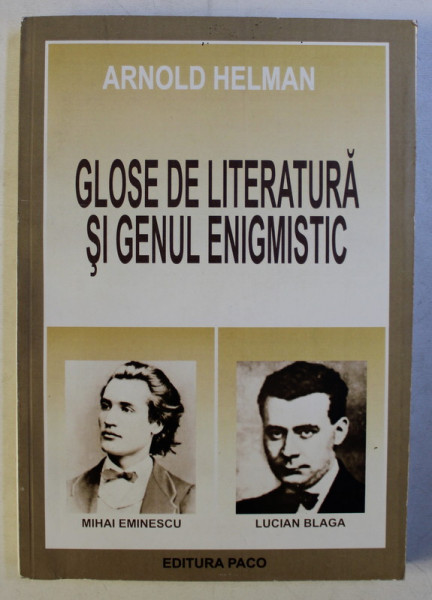 ARNOLD HELMAN
GLOSE DE LITERATURĂ
ŞI GENUL ENIGMISTIC
MIHAI EMINESCU
LUCIAN BLAGA
EDITURA PACO